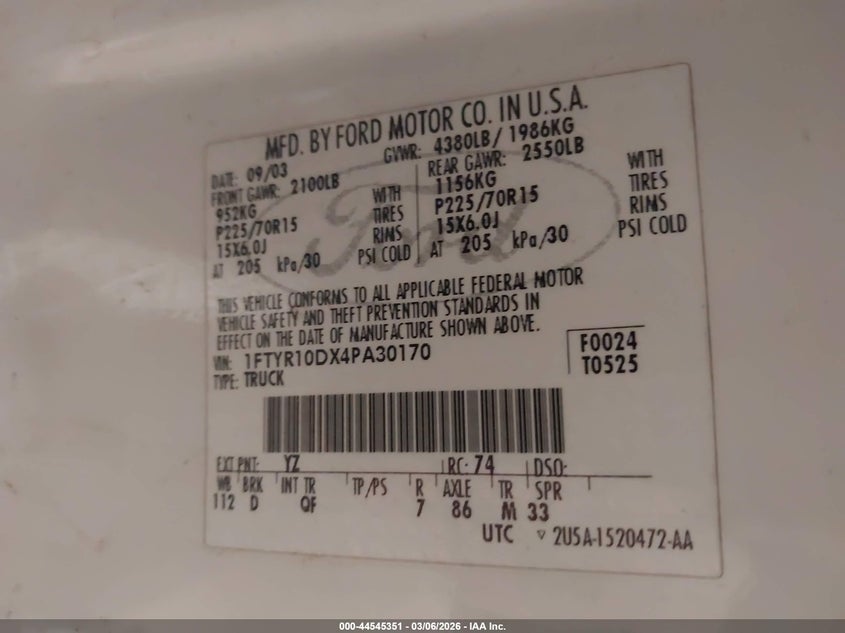 MFD. BY FORD MOTOR CO. IN U.S.A.
DATE: 09/03 GVWR: 4380LB/ 1986KG
FRONT GAWR: 2100LB REAR GAWR: 2550LB
952KG WITH 1156KG WITH
P225/70R15 TIRES P225/70R15 TIRES
15X6.0J RIMS 15X6.0J RIMS
AT 205 kPa/30 PSI COLD AT 205 kPa/30 PSI COLD
Ford
THIS VEHICLE CONFORMS TO ALL APPLICABLE FEDERAL MOTOR
VEHICLE SAFETY AND THEFT PREVENTION STANDARDS IN
EFFECT ON THE DATE OF MANUFACTURE SHOWN ABOVE.
VIN: 1FTYR10DX4PA30170 F0024
TYPE: TRUCK T0525
EXT PNT: YZ RC: 74 DSO:
WB BRK INT TR TP/PS R AXLE TR SPR
112 D QF 7 86 M 33
UTC ▽ 2U5A-1520472-AA
000-44545351 | 03/06/2026 – IAA Inc.